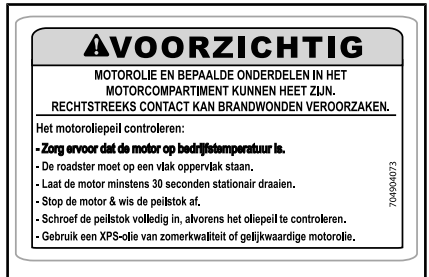 VOORZICHTIG
MOTOROLIE EN BEPAALDE ONDERDELEN IN HET
MOTORCOMPARTIMENT KUNNEN HEET ZIJN.
RECHTSTREEKS CONTACT KAN BRANDWONDEN VEROORZAKEN.
Het motoroliepeil controleren:
- Zorg ervoor dat de motor op bedrijfstemperatuur is.
- De roadster moet op een vlak oppervlak staan.
- Laat de motor minstens 30 seconden stationair draaien.
- Stop de motor & wis de peilstok af.
- Schroef de peilstok volledig in, alvorens het oliepeil te controleren.
- Gebruik een XPS-olie van zomerkwaliteit of gelijkwaardige motorolie.
704904073